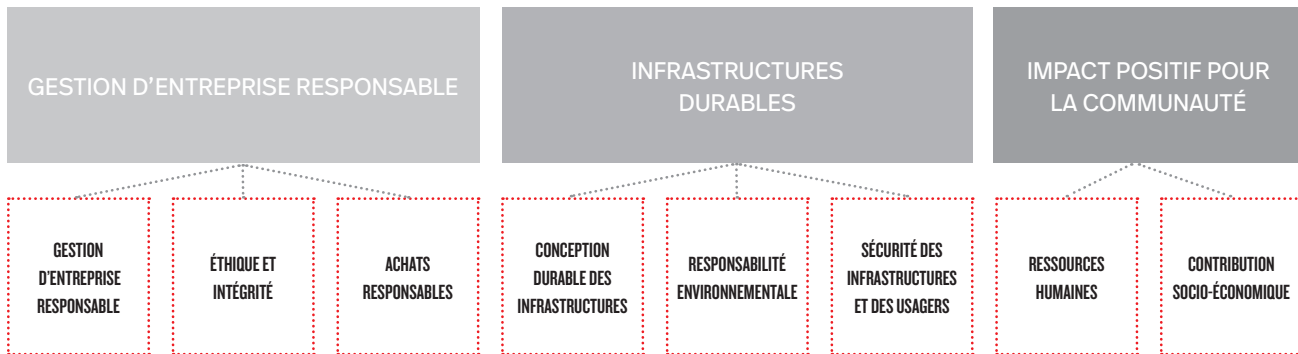 GESTION D’ENTREPRISE RESPONSABLE
INFRASTRUCTURES
DURABLES
IMPACT POSITIF POUR
LA COMMUNAUTÉ
GESTION
D’ENTREPRISE
RESPONSABLE
ÉTHIQUE ET
INTÉGRITÉ
ACHATS
RESPONSABLES
CONCEPTION
DURABLE DES
INFRASTRUCTURES
RESPONSABILITÉ
ENVIRONNEMENTALE
SÉCURITÉ DES
INFRASTRUCTURES
ET DES USAGERS
RESSOURCES
HUMAINES
CONTRIBUTION
SOCIO-ÉCONOMIQUE